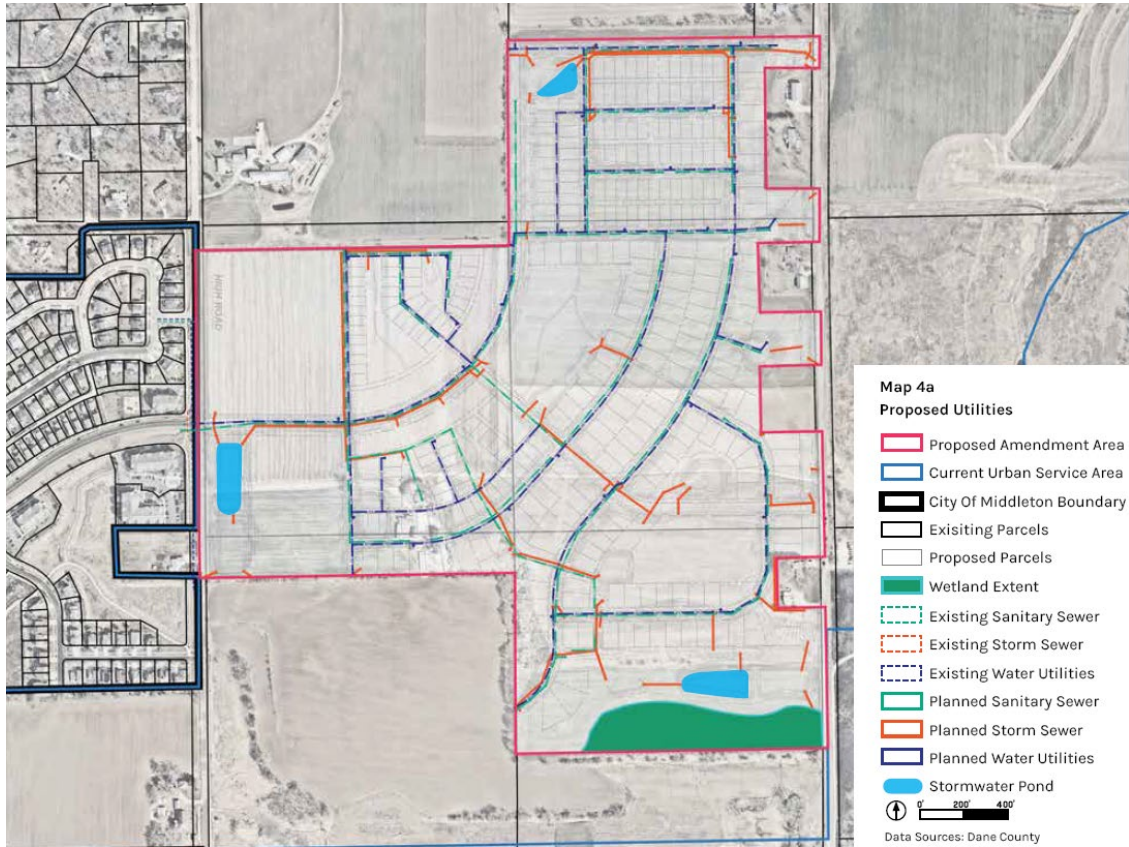 HIGH ROAD
Map 4a
Proposed Utilities
Proposed Amendment Area
Current Urban Service Area
City Of Middleton Boundary
Exisiting Parcels
Proposed Parcels
Wetland Extent
Existing Sanitary Sewer
Existing Storm Sewer
Existing Water Utilities
Planned Sanitary Sewer
Planned Storm Sewer
Planned Water Utilities
Stormwater Pond
0' 200' 400'
Data Sources: Dane County